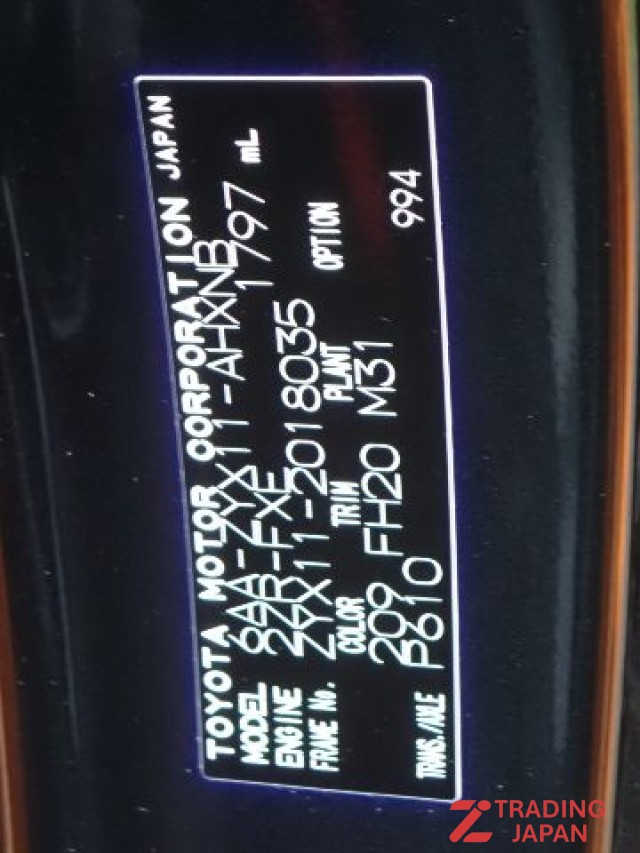 TOYOTA MOTOR CORPORATION JAPAN
MODEL 6AA-ZYX11-AHXNB
ENGINE 2ZR-FXE 1797 mL
FRAME No. ZYX11-2018035
COLOR TRIM PLANT OPTION
209 FH20 M31
TRANS./AXLE P610 994
TRADING
JAPAN